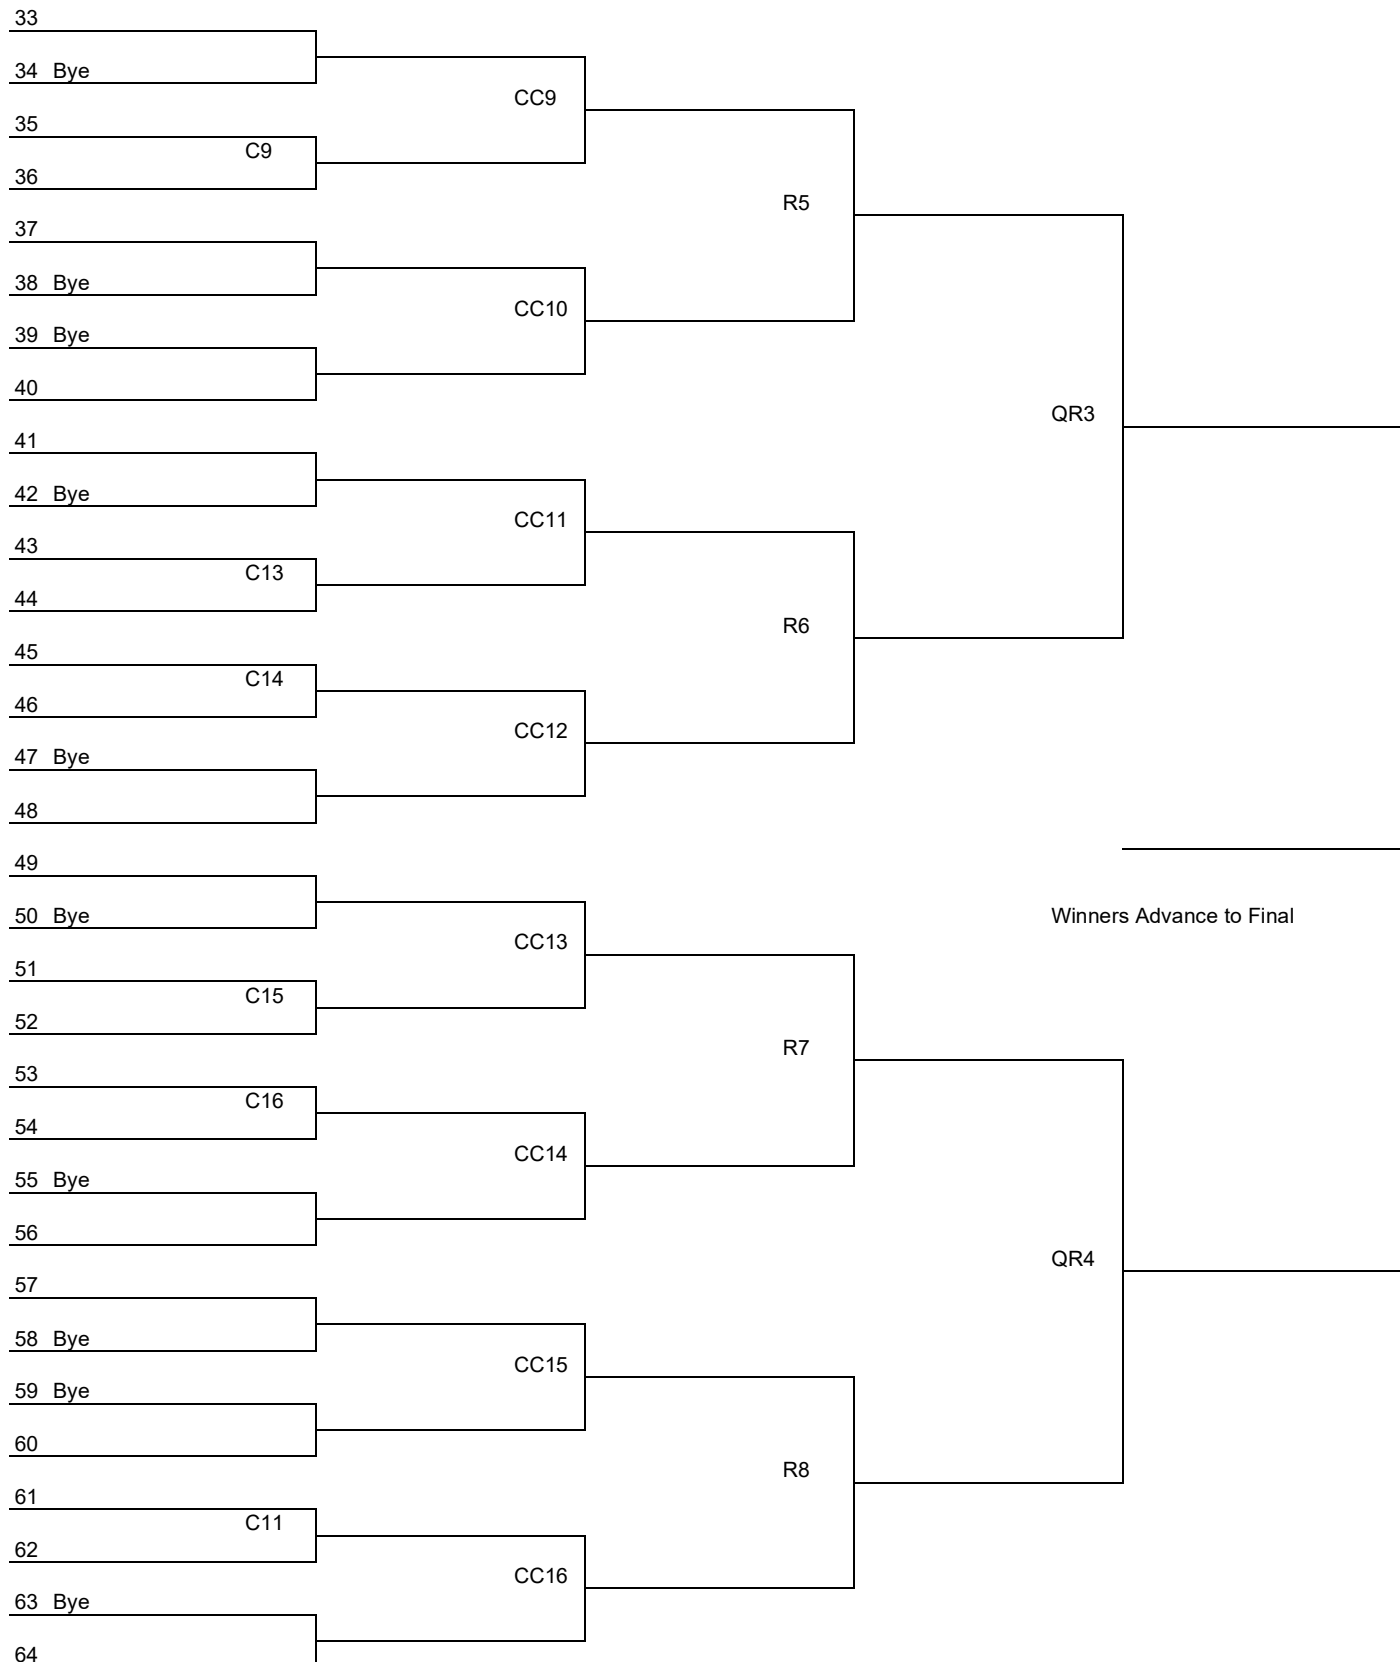 33
34 Bye
CC9
35
C9
36
R5
37
38 Bye
CC10
39 Bye
40
QR3
41
42 Bye
CC11
43
C13
44
R6
45
C14
46
CC12
47 Bye
48
49
50 Bye
Winners Advance to Final
CC13
51
C15
52
R7
53
C16
54
CC14
55 Bye
56
QR4
57
58 Bye
CC15
59 Bye
60
R8
61
C11
62
CC16
63 Bye
64